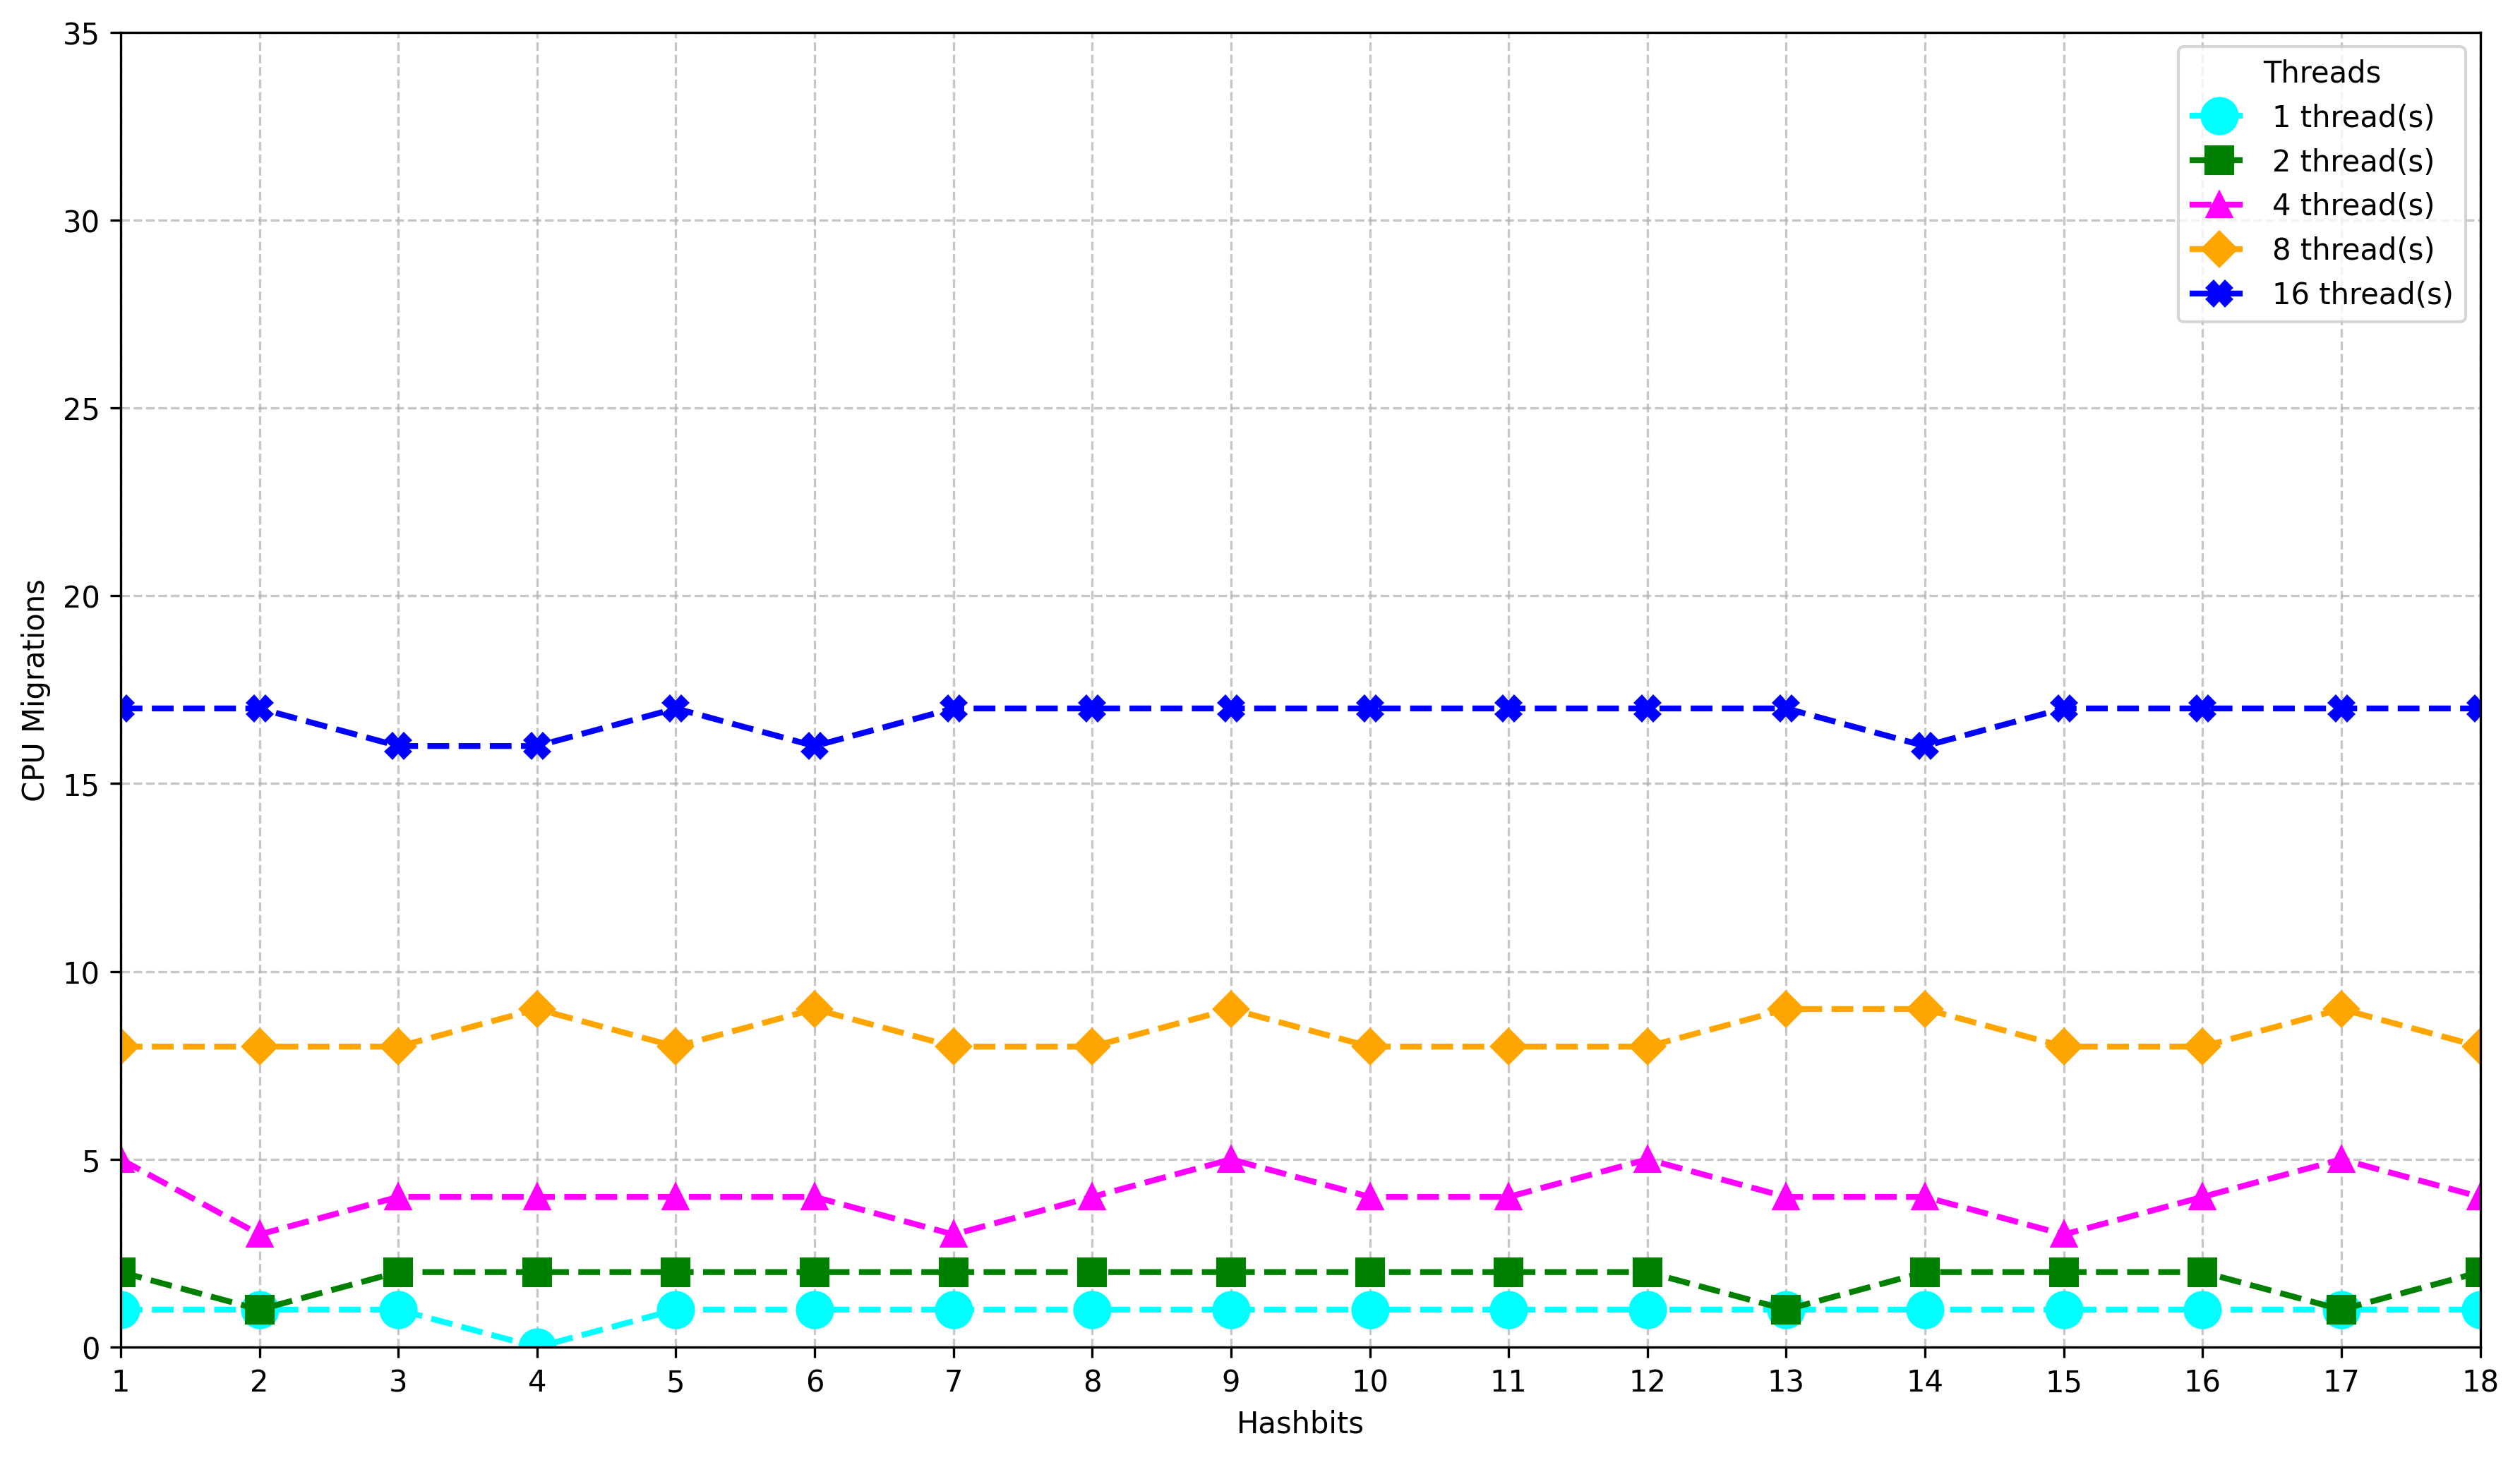 35
30
25
20
15
10
5
0
CPU Migrations
Threads
1 thread(s)
2 thread(s)
4 thread(s)
8 thread(s)
16 thread(s)
1 2 3 4 5 6 7 8 9 10 11 12 13 14 15 16 17 18
Hashbits